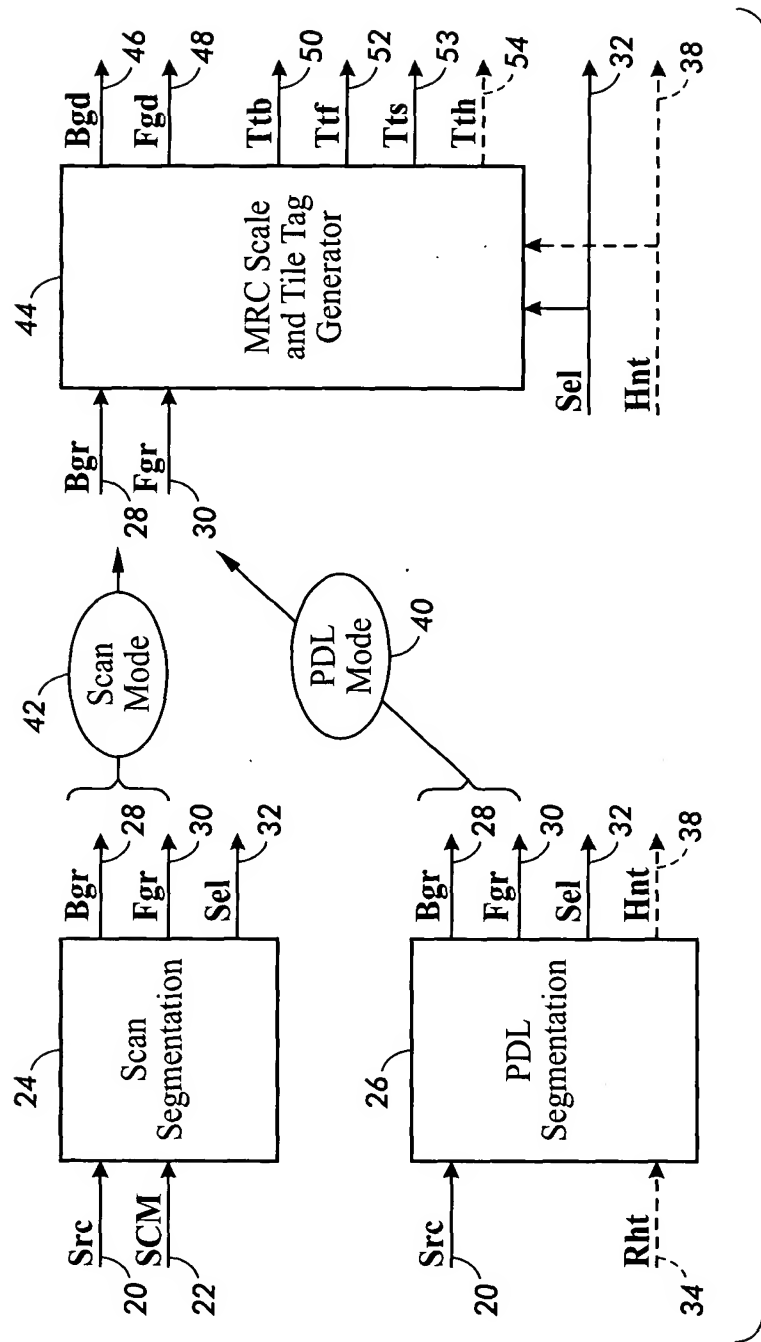 Src
20
SCM
22
24
Scan
Segmentation
Bgr
28
Fgr
30
Sel
32
42
Scan
Mode
Bgr
28
Fgr
30
44
MRC Scale
and Tile Tag
Generator
Bgd
46
Fgd
48
Ttb
50
Ttf
52
Tts
53
Tth
54
Sel
32
Hnt
38
Src
20
Rht
34
26
PDL
Segmentation
Bgr
28
Fgr
30
Sel
32
Hnt
38
PDL
Mode
40